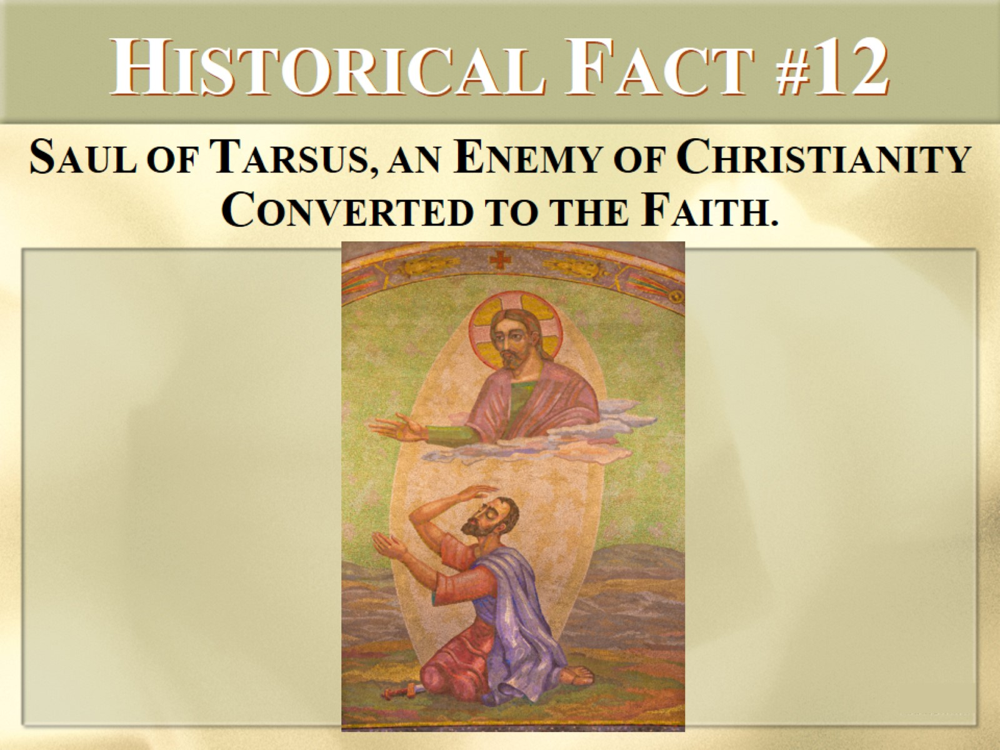 HISTORICAL FACT #12
SAUL OF TARSUS, AN ENEMY OF CHRISTIANITY
CONVERTED TO THE FAITH.